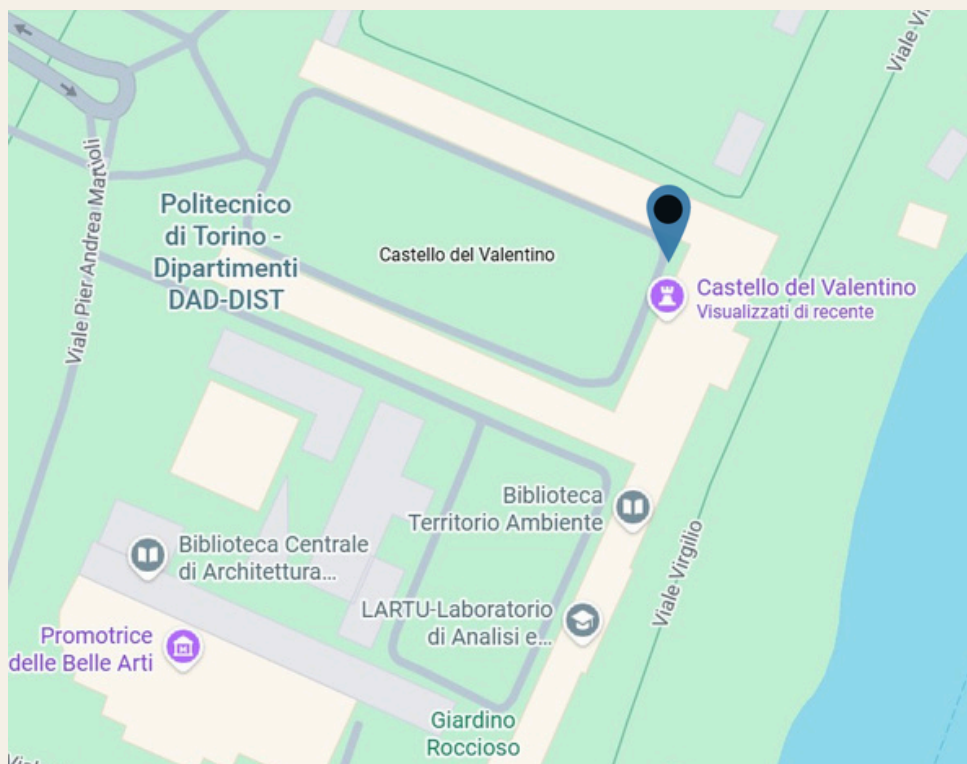 Viale Vi
Viale Pier Andrea Mattioli
Politecnico
di Torino -
Dipartimenti
DAD-DIST
Castello del Valentino
Castello del Valentino
Visualizzati di recente
Biblioteca
Territorio Ambiente
Biblioteca Centrale
di Architettura...
Viale Virgilio
LARTU-Laboratorio
di Analisi e...
Promotrice
delle Belle Arti
Giardino
Roccioso